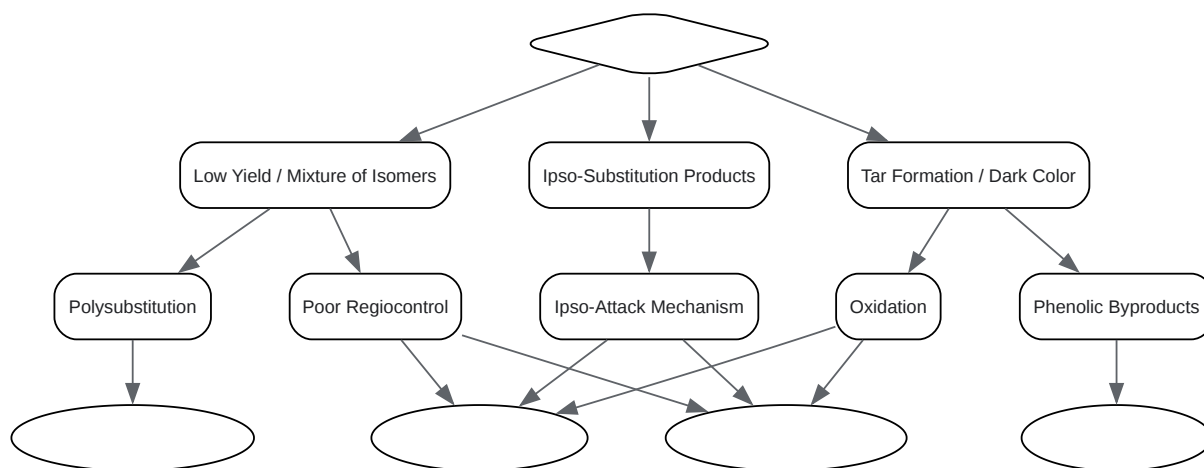 Low Yield / Mixture of Isomers
Ipso-Substitution Products
Tar Formation / Dark Color
Polysubstitution
Poor Regiocontrol
Ipso-Attack Mechanism
Oxidation
Phenolic Byproducts